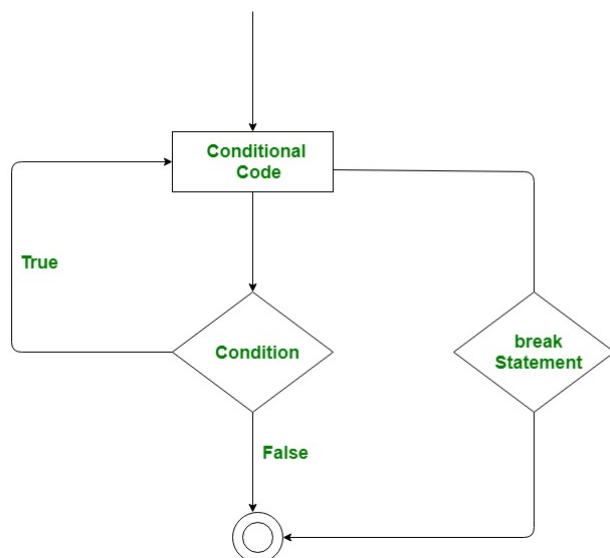 Conditional
Code
True
Condition
break
Statement
False